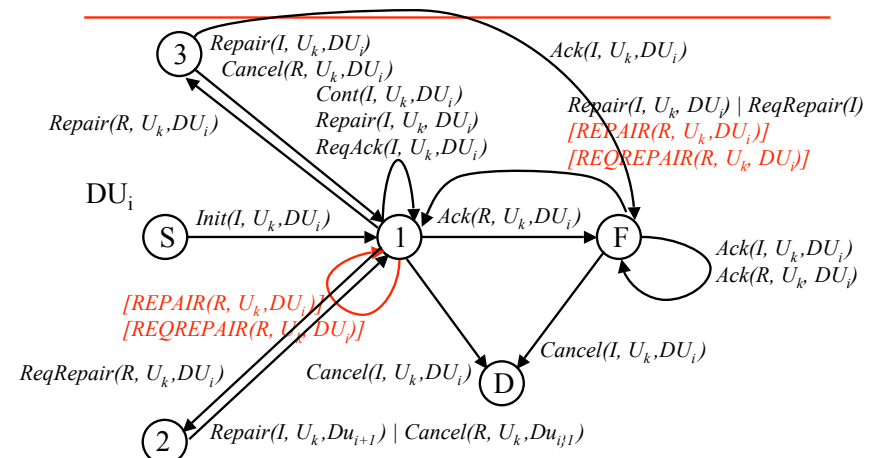 3
Repair(I, U_k,DU_i)
Cancel(R, U_k,DU_i)
Cont(I, U_k,DU_i)
Repair(I, U_k, DU_i)
ReqAck(I, U_k,DU_i)
Ack(I, U_k,DU_i)
Repair(R, U_k,DU_i)
Repair(I, U_k, DU_i) | ReqRepair(I)
[REPAIR(R, U_k,DU_i)]
[REQREPAIR(R, U_k, DU_i)]
DU_i
S
Init(I, U_k,DU_i)
1
Ack(R, U_k,DU_i)
F
Ack(I, U_k,DU_i)
Ack(R, U_k, DU_i)
[REPAIR(R, U_k,DU_i)]
[REQREPAIR(R, U_k, DU_i)]
ReqRepair(R, U_k,DU_i)
Cancel(I, U_k,DU_i)
D
Cancel(I, U_k,DU_i)
2
Repair(I, U_k,Du_{i+1}) | Cancel(R, U_k,Du_{i}1})